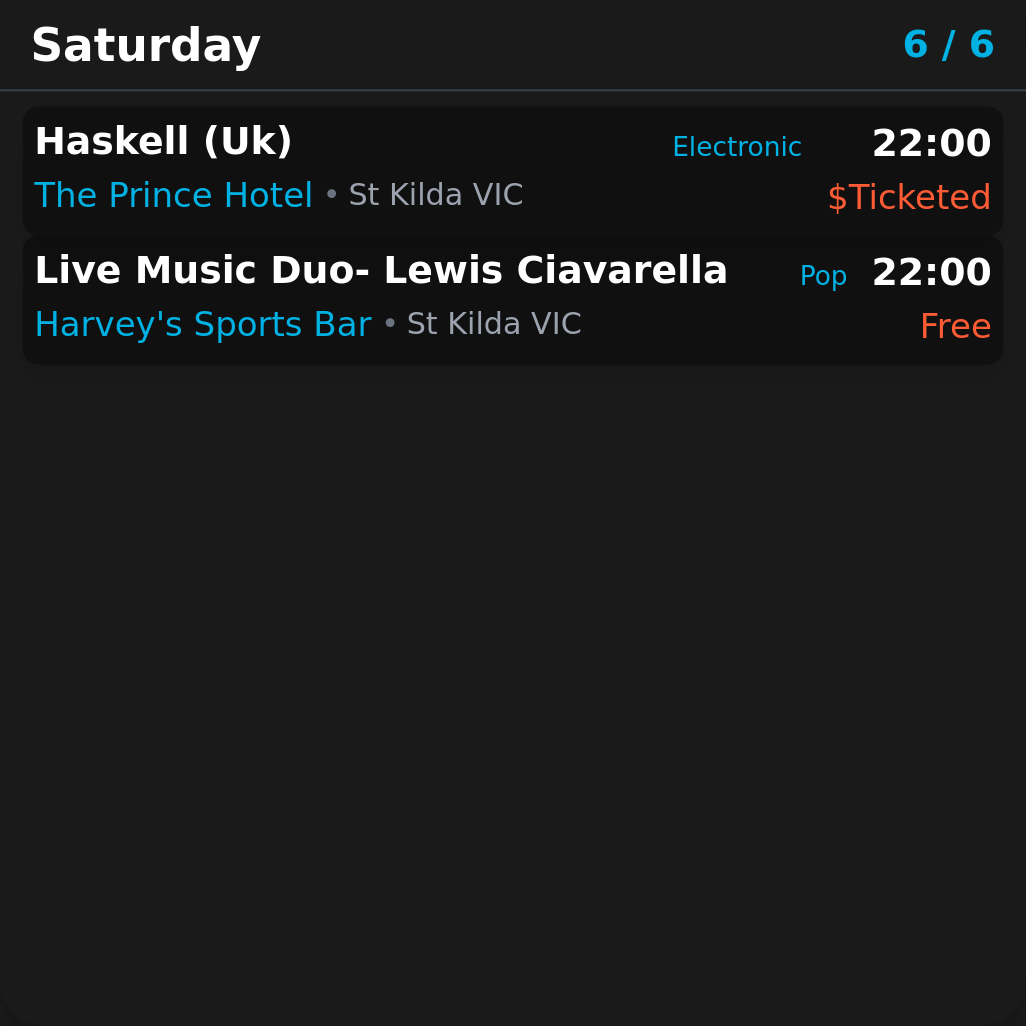 Saturday 6 / 6
Haskell (Uk) Electronic 22:00
The Prince Hotel • St Kilda VIC $Ticketed
Live Music Duo- Lewis Ciavarella Pop 22:00
Harvey's Sports Bar • St Kilda VIC Free